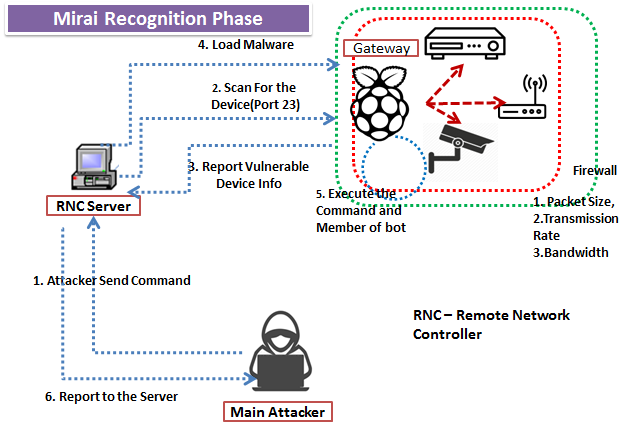 Mirai Recognition Phase
4. Load Malware
Gateway
2. Scan For the
Device(Port 23)
3. Report Vulnerable
Device Info
RNC Server
5. Execute the
Command and
Member of bot
Firewall
1. Packet Size,
2.Transmission
Rate
3.Bandwidth
1. Attacker Send Command
RNC – Remote Network
Controller
6. Report to the Server
Main Attacker